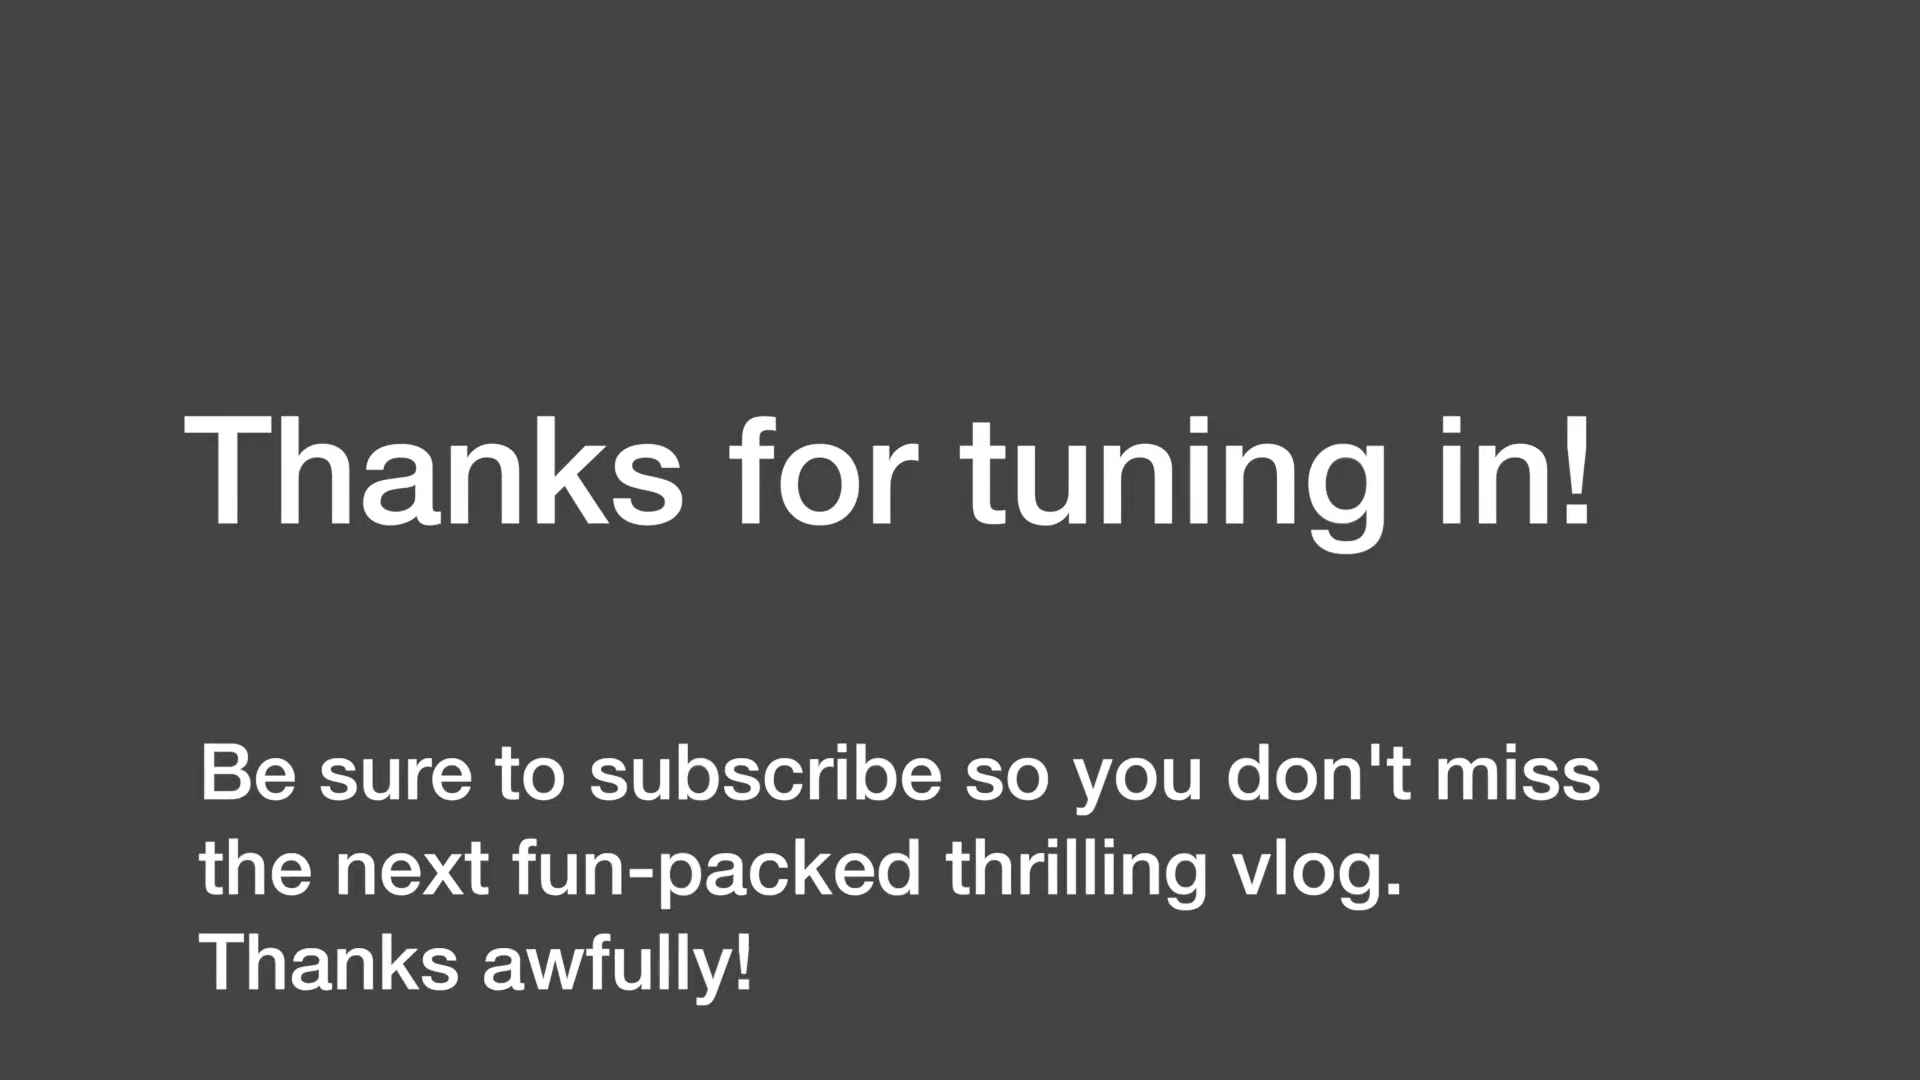 Thanks for tuning in!
Be sure to subscribe so you don't miss
the next fun-packed thrilling vlog.
Thanks awfully!